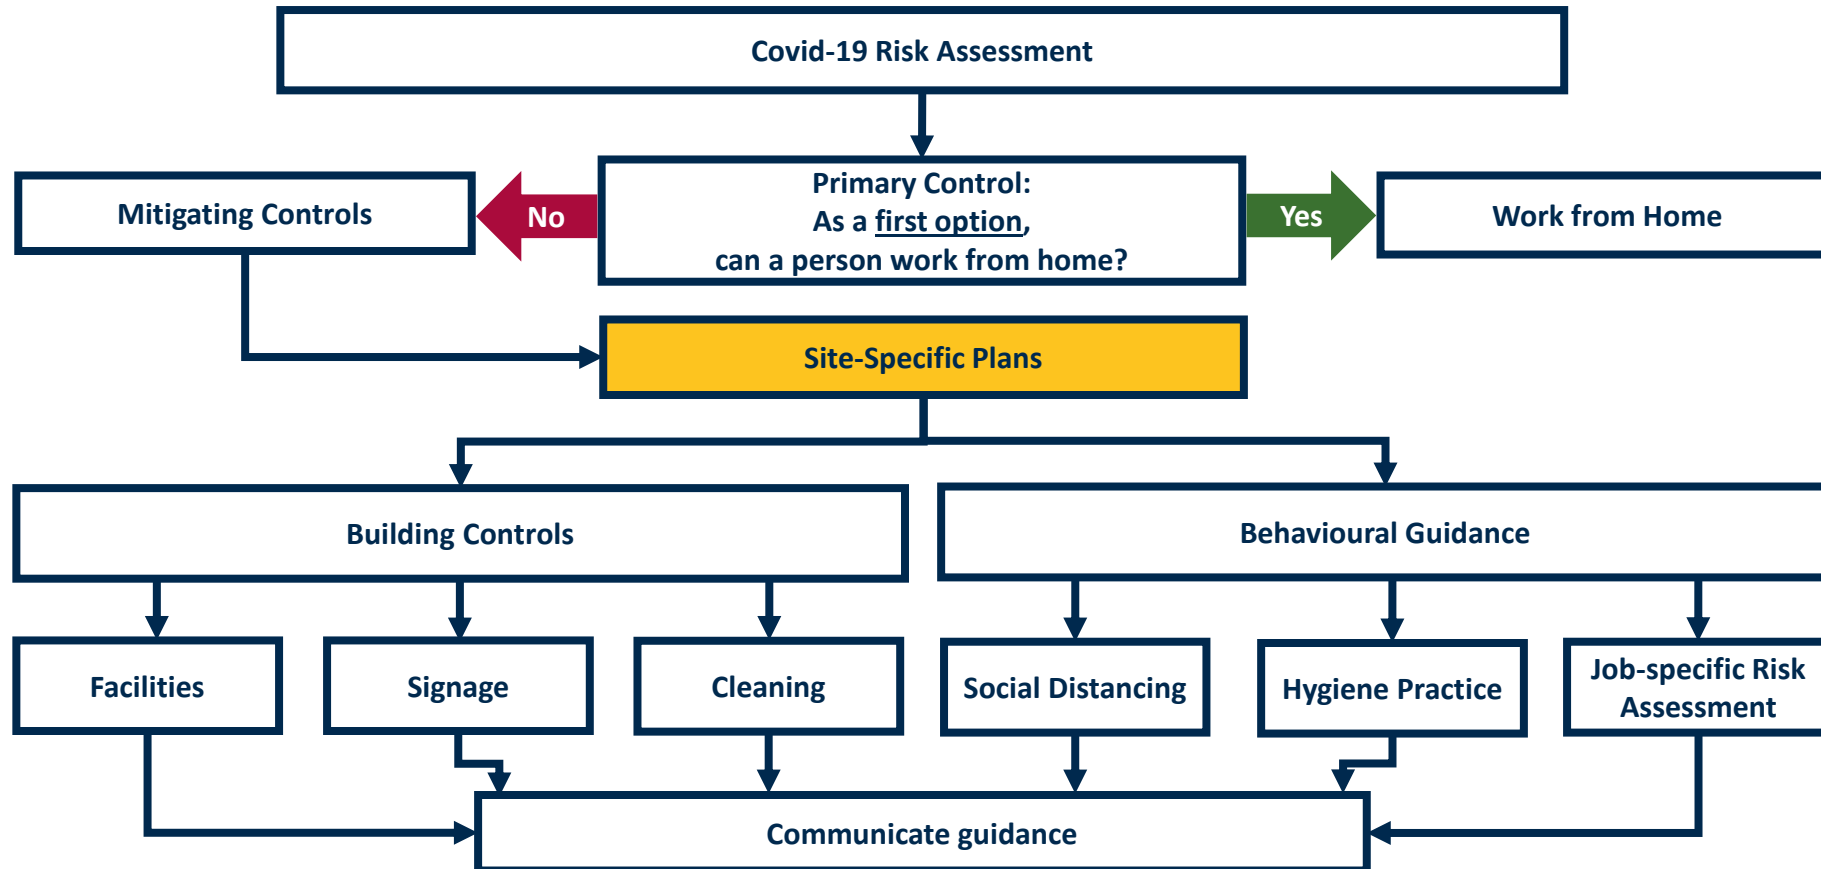 Covid-19 Risk Assessment
Primary Control:
As a first option,
can a person work from home?
Mitigating Controls
No
Yes
Work from Home
Site-Specific Plans
Building Controls
Behavioural Guidance
Facilities
Signage
Cleaning
Social Distancing
Hygiene Practice
Job-specific Risk
Assessment
Communicate guidance